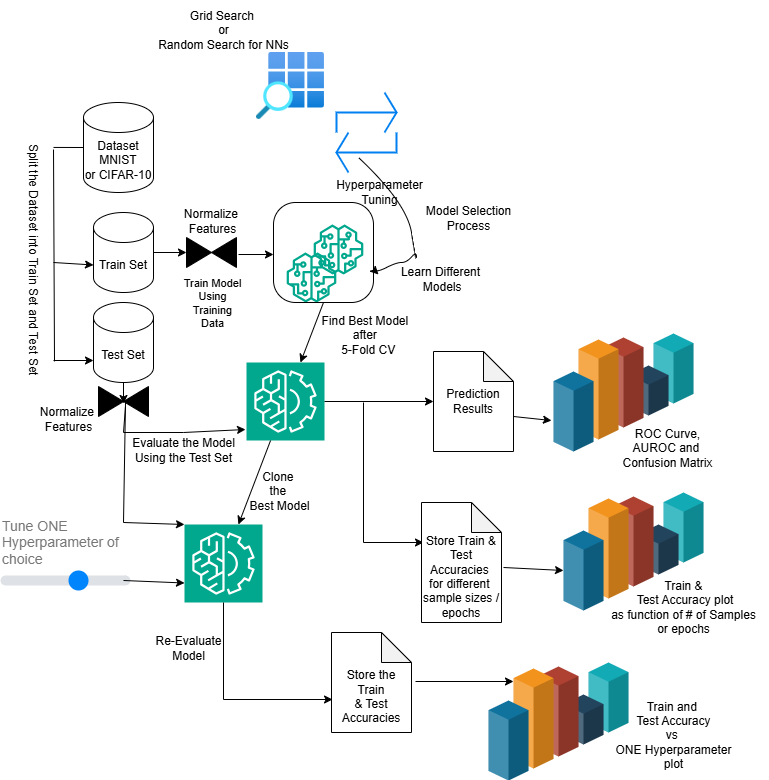 Grid Search
or
Random Search for NNs
Dataset
MNIST
or CIFAR-10
Split the Dataset into Train Set and Test Set
Hyperparameter
Tuning
Model Selection
Process
Normalize
Features
Train Set
Learn Different
Models
Train Model
Using
Training
Data
Find Best Model
after
5-Fold CV
Test Set
Normalize
Features
Prediction
Results
Evaluate the Model
Using the Test Set
ROC Curve,
AUROC and
Confusion Matrix
Clone
the
Best Model
Tune ONE
Hyperparameter of
choice
Store Train &
Test
Accuracies
for different
sample sizes /
epochs
Train &
Test Accuracy plot
as function of # of Samples
or epochs
Re-Evaluate
Model
Store the
Train
& Test
Accuracies
Train and
Test Accuracy
vs
ONE Hyperparameter
plot